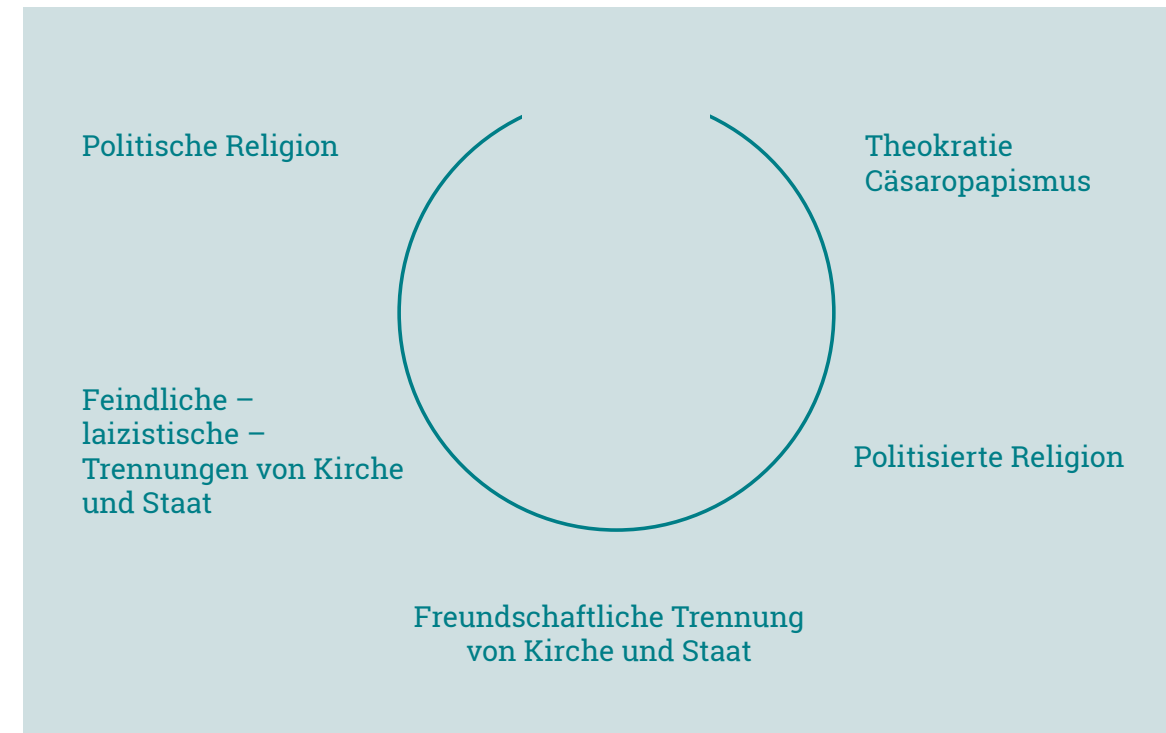 Politische Religion
Theokratie
Cäsaropapismus
Feindliche –
laizistische –
Trennungen von Kirche
und Staat
Politisierte Religion
Freundschaftliche Trennung
von Kirche und Staat